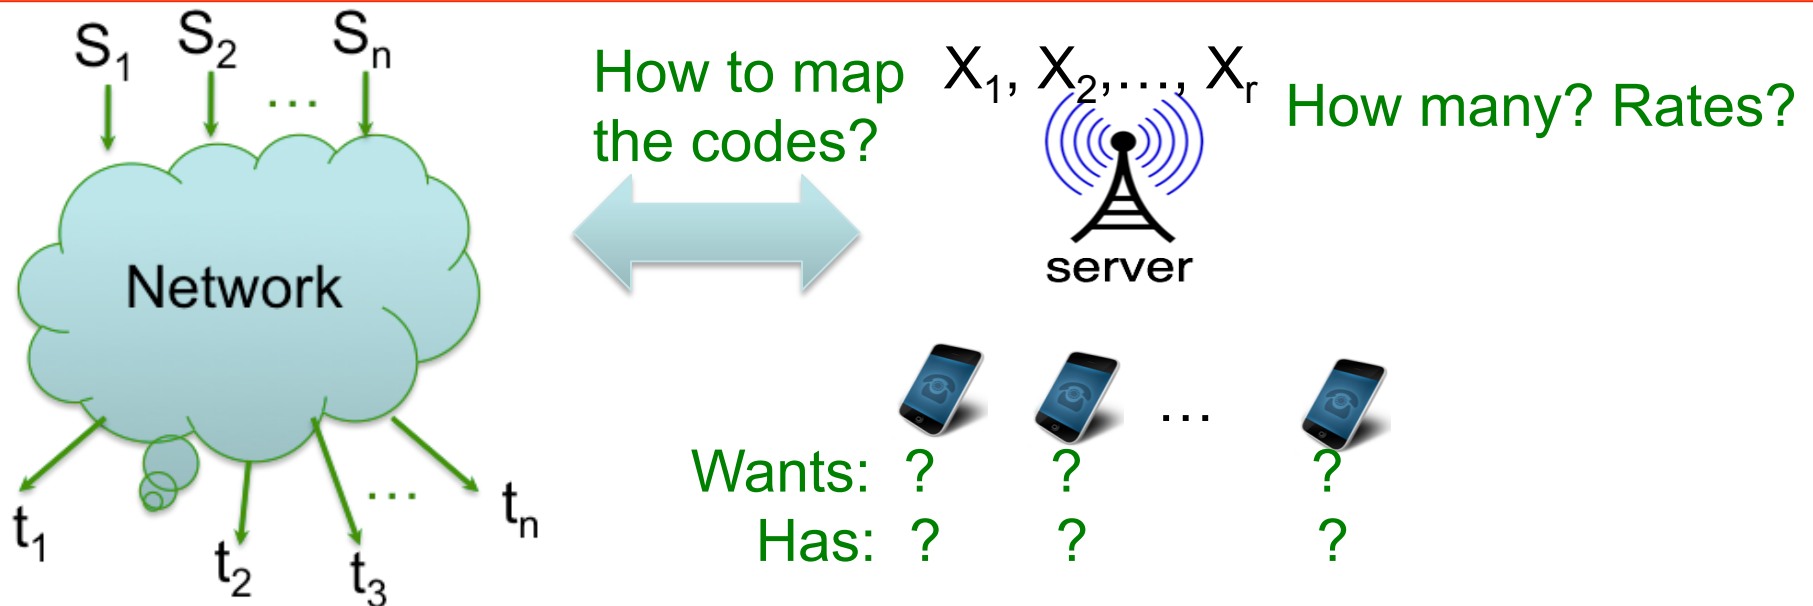 S1 S2 … Sn
How to map
the codes?
X1, X2,…, Xr
How many? Rates?
Network
server
…
Wants: ? ? ?
Has: ? ? ?
t1 t2 t3 … tn